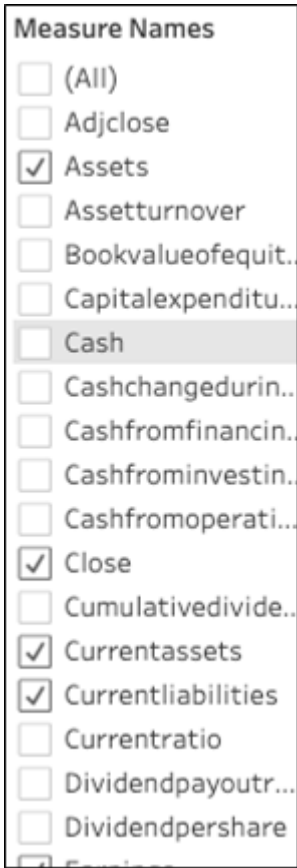 Measure Names
(All)
Adjclose
Assets
Assetturnover
Bookvalueofequit..
Capitalexpenditu...
Cash
Cashchangedurin..
Cashfromfinancin..
Cashfrominvestin..
Cashfromoperati...
Close
Cumulativedivide..
Currentassets
Currentliabilities
Currentratio
Dividendpayoutr...
Dividendpershare